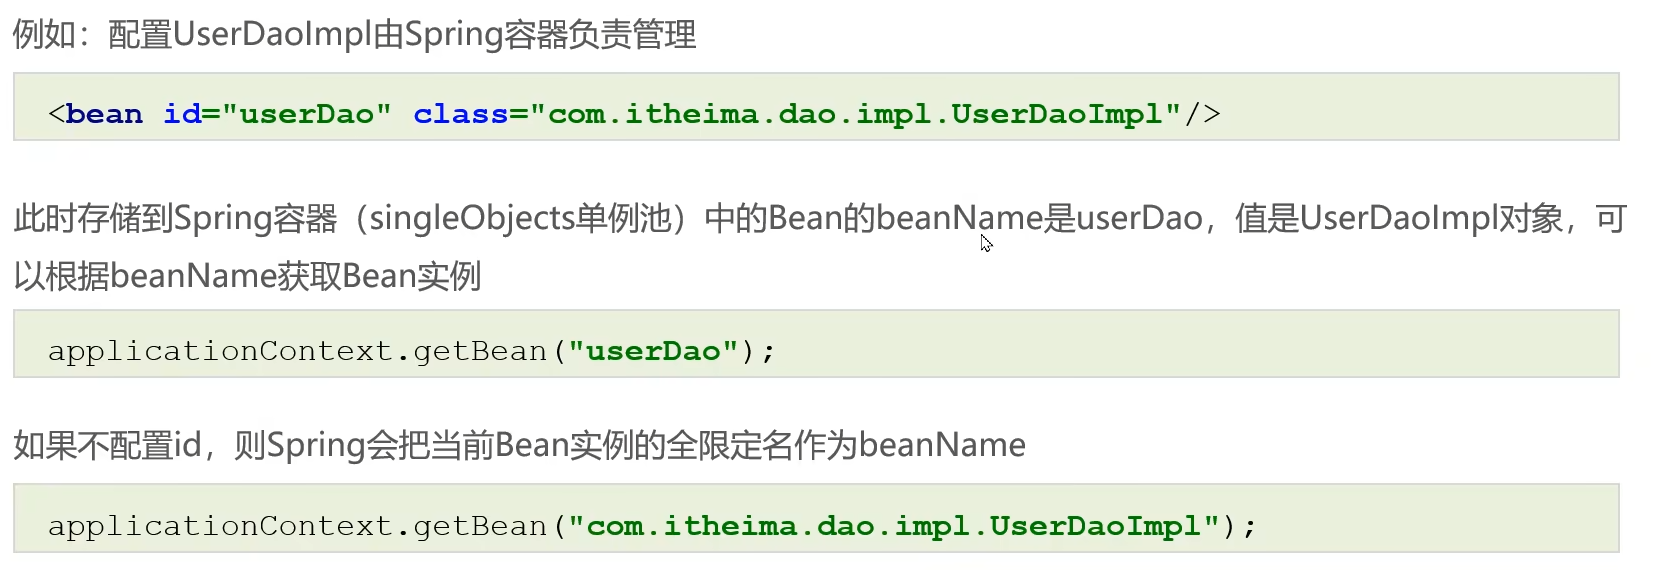 例如：配置UserDaoImpl由Spring容器负责管理
<bean id="userDao" class="com.itheima.dao.impl.UserDaoImpl"/>
此时存储到Spring容器（singleObjects单例池）中的Bean的beanName是userDao，值是UserDaoImpl对象，可
以根据beanName获取Bean实例
applicationContext.getBean("userDao");
如果不配置id，则Spring会把当前Bean实例的全限定名作为beanName
applicationContext.getBean("com.itheima.dao.impl.UserDaoImpl");